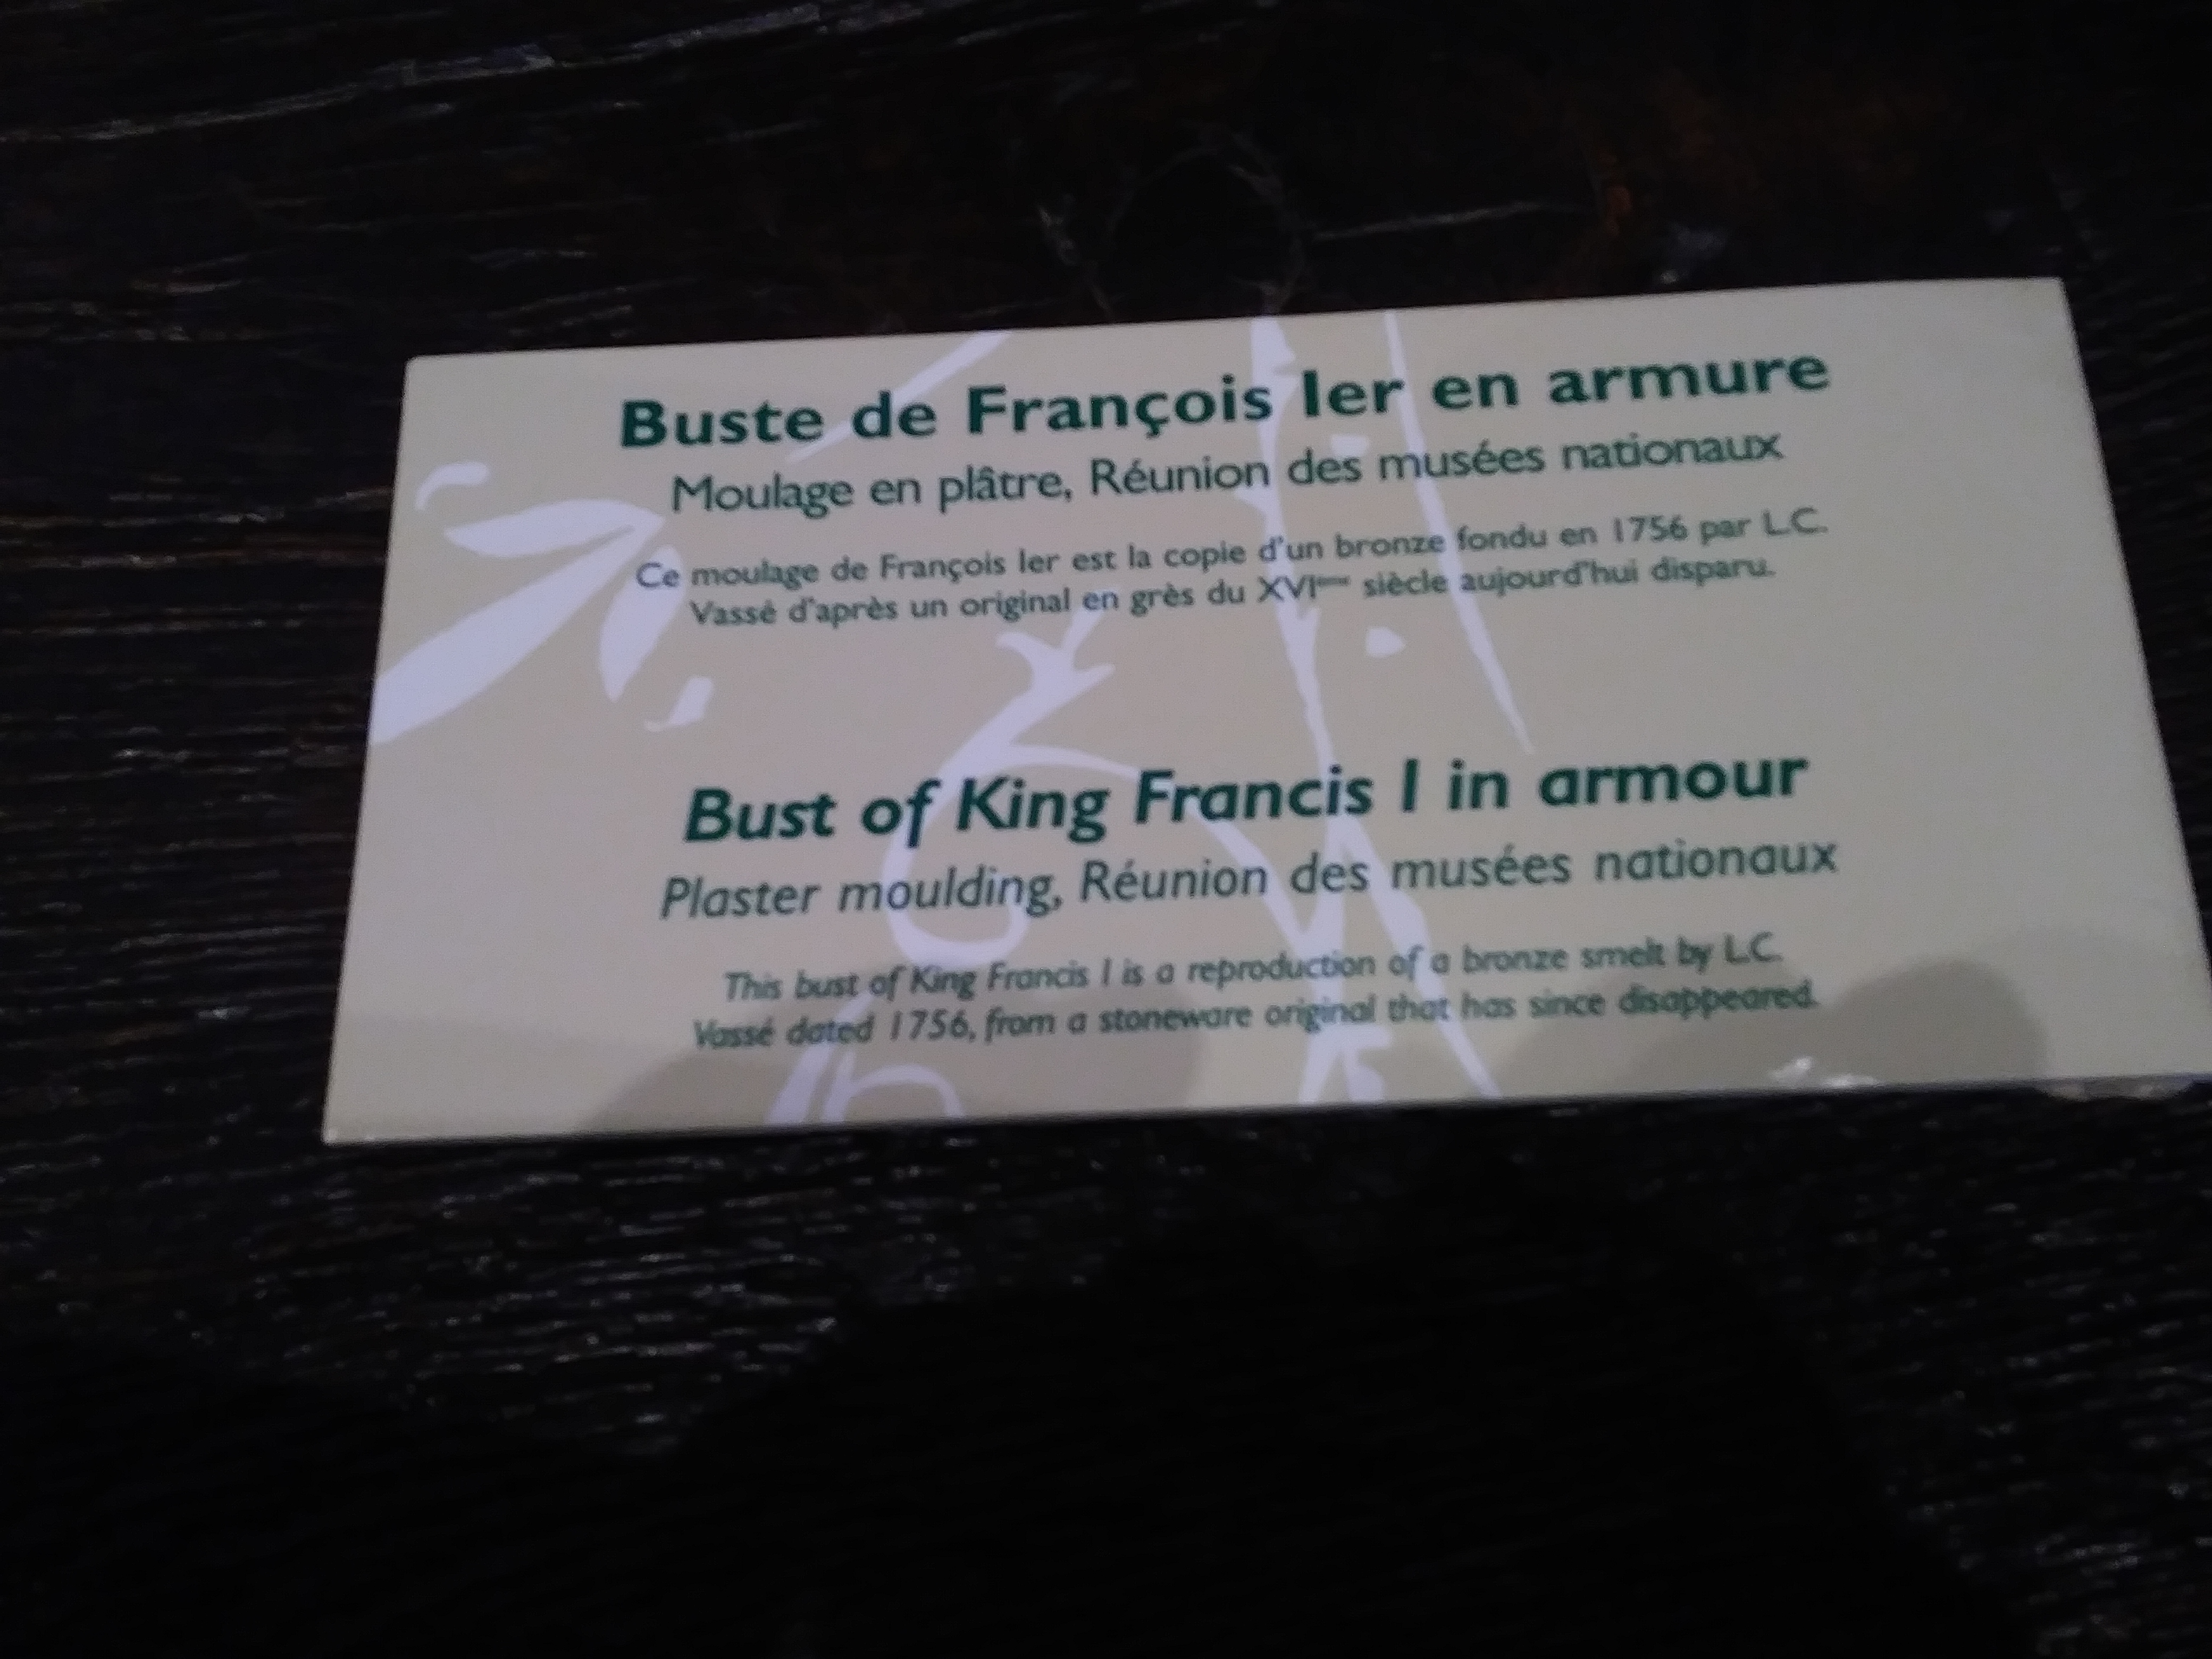 Buste de François Ier en armure
Moulage en plâtre, Réunion des musées nationaux
Ce moulage de François Ier est la copie d'un bronze fondu en 1756 par L.C.
Vassé d'après un original en grès du XVIème siècle aujourd'hui disparu.
Bust of King Francis I in armour
Plaster moulding, Réunion des musées nationaux
This bust of King Francis I is a reproduction of a bronze smelt by L.C.
Vassé dated 1756, from a stoneware original that has since disappeared.